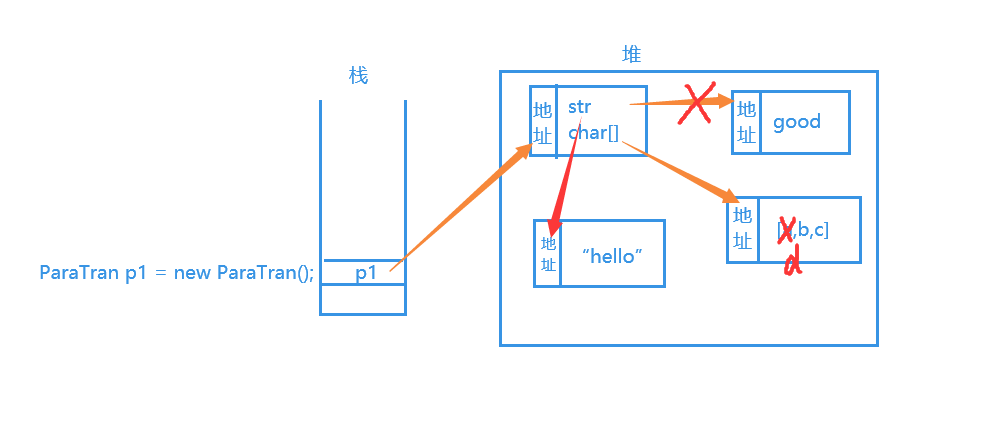 栈
堆
地址
str
char[]
地址
good
地址
[,b,c]
d
地址
“hello”
ParaTran p1 = new ParaTran();
p1